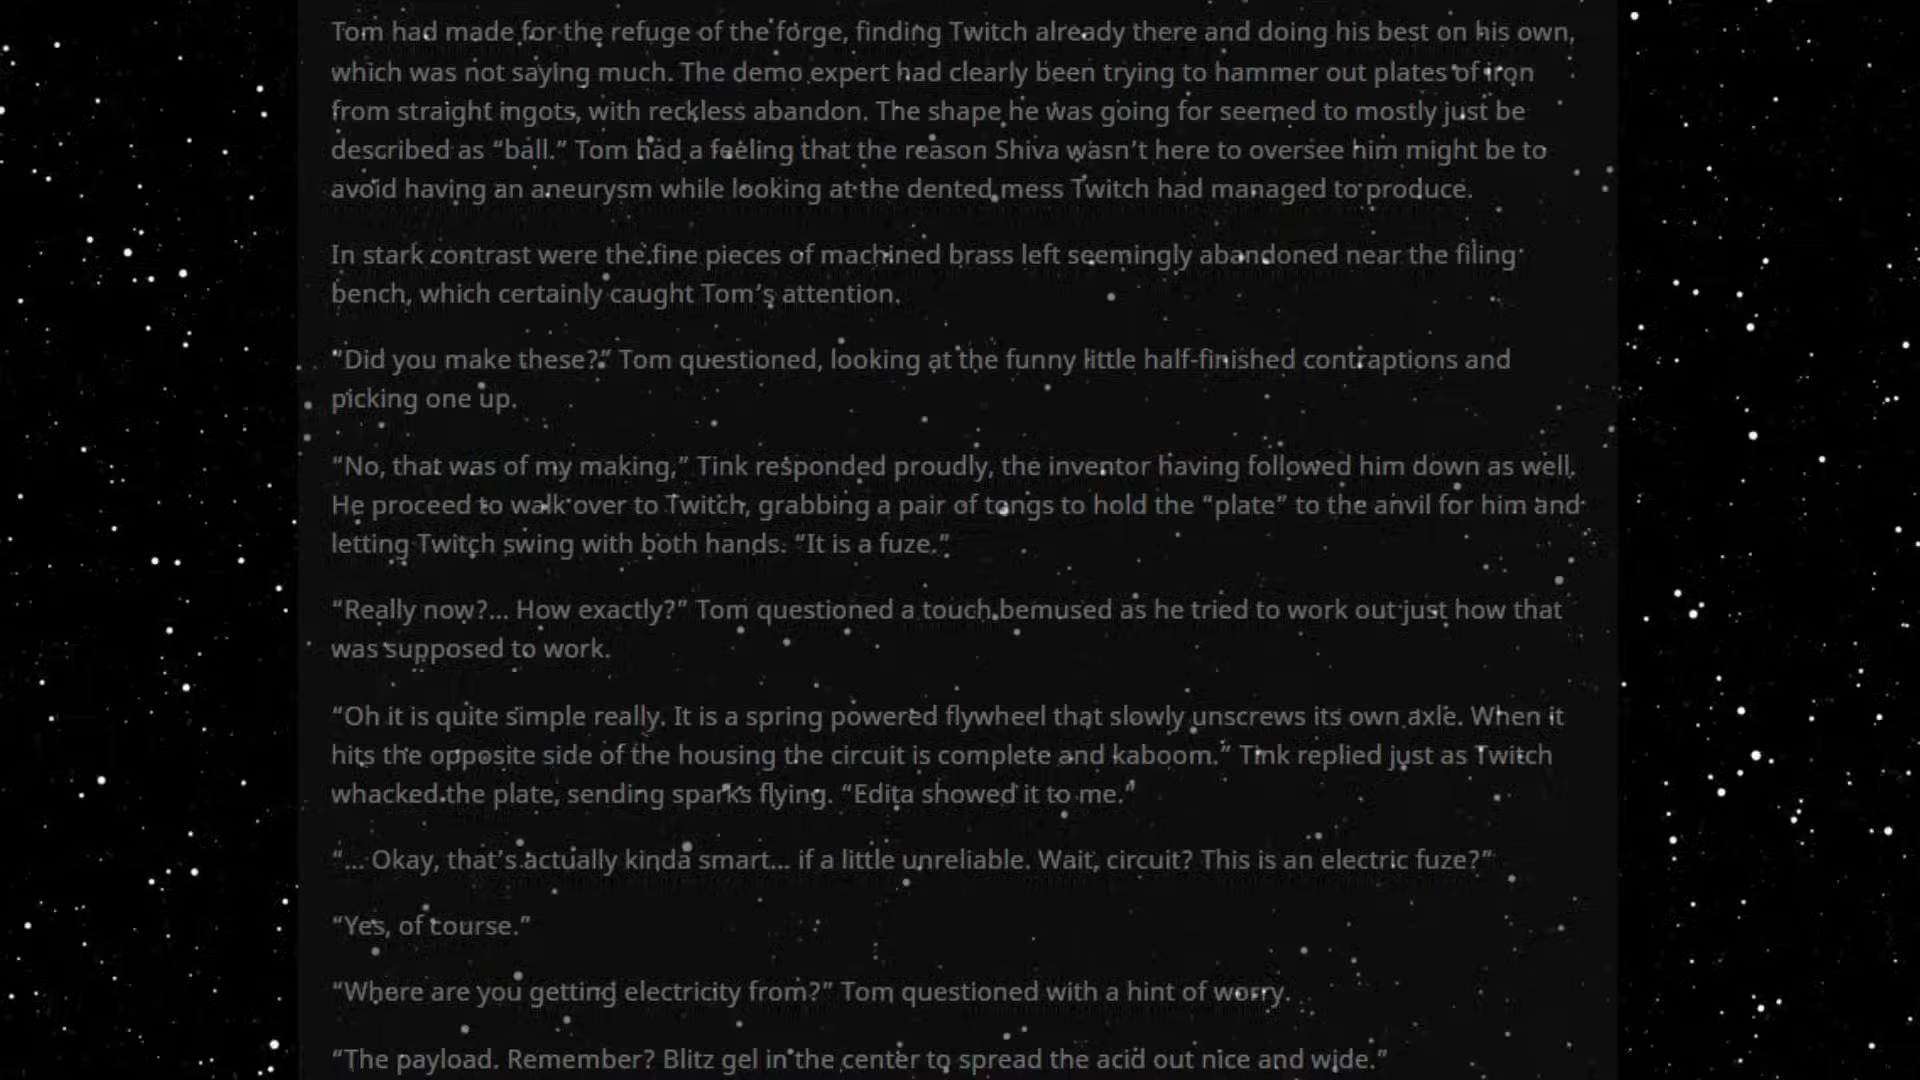 Tom had made for the refuge of the forge, finding Twitch already there and doing his best on his own,
which was not saying much. The demo expert had clearly been trying to hammer out plates of iron
from straight ingots, with reckless abandon. The shape he was going for seemed to mostly just be
described as “ball.” Tom had a feeling that the reason Shiva wasn’t here to oversee him might be to
avoid having an aneurysm while looking at the dented mess Twitch had managed to produce.
In stark contrast were the fine pieces of machined brass left seemingly abandoned near the filing
bench, which certainly caught Tom’s attention.
“Did you make these?” Tom questioned, looking at the funny little half-finished contraptions and
picking one up.
“No, that was of my making,” Tink responded proudly, the inventor having followed him down as well.
He proceed to walk over to Twitch, grabbing a pair of tongs to hold the “plate” to the anvil for him and
letting Twitch swing with both hands. “It is a fuze.”
“Really now?... How exactly?” Tom questioned a touch bemused as he tried to work out just how that
was supposed to work.
“Oh it is quite simple really. It is a spring powered flywheel that slowly unscrews its own axle. When it
hits the opposite side of the housing the circuit is complete and kaboom.” Tink replied just as Twitch
whacked the plate, sending sparks flying. “Edita showed it to me.”
“... Okay, that’s actually kinda smart... if a little unreliable. Wait, circuit? This is an electric fuze?”
“Yes, of course.”
“Where are you getting electricity from?” Tom questioned with a hint of worry.
“The payload. Remember? Blitz gel in the center to spread the acid out nice and wide.”